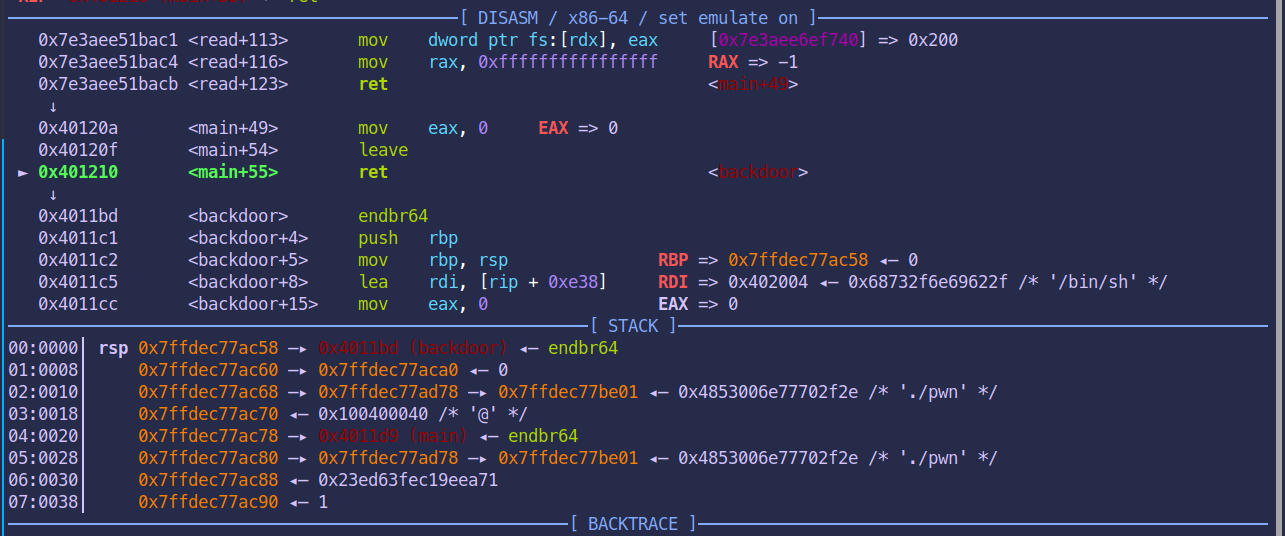 [ DISASM / x86-64 / set emulate on ]
0x7e3aee51bac1 <read+113> mov dword ptr fs:[rdx], eax [0x7e3aee6ef740] => 0x200
0x7e3aee51bac4 <read+116> mov rax, 0xffffffffffffffff RAX => -1
0x7e3aee51bacb <read+123> ret <main+49>
↓
0x40120a <main+49> mov eax, 0 EAX => 0
0x40120f <main+54> leave
► 0x401210 <main+55> ret <backdoor>
↓
0x4011bd <backdoor> endbr64
0x4011c1 <backdoor+4> push rbp
0x4011c2 <backdoor+5> mov rbp, rsp RBP => 0x7ffdec77ac58 ◂— 0
0x4011c5 <backdoor+8> lea rdi, [rip + 0xe38] RDI => 0x402004 ◂— 0x68732f6e69622f /* '/bin/sh' */
0x4011cc <backdoor+15> mov eax, 0 EAX => 0
[ STACK ]
00:0000│ rsp 0x7ffdec77ac58 —▸ 0x4011bd (backdoor) ◂— endbr64
01:0008│ 0x7ffdec77ac60 —▸ 0x7ffdec77aca0 ◂— 0
02:0010│ 0x7ffdec77ac68 —▸ 0x7ffdec77ad78 —▸ 0x7ffdec77be01 ◂— 0x4853006e77702f2e /* './pwn' */
03:0018│ 0x7ffdec77ac70 ◂— 0x100400040 /* '@' */
04:0020│ 0x7ffdec77ac78 —▸ 0x4011d9 (main) ◂— endbr64
05:0028│ 0x7ffdec77ac80 —▸ 0x7ffdec77ad78 —▸ 0x7ffdec77be01 ◂— 0x4853006e77702f2e /* './pwn' */
06:0030│ 0x7ffdec77ac88 ◂— 0x23ed63fec19eea71
07:0038│ 0x7ffdec77ac90 ◂— 1
[ BACKTRACE ]